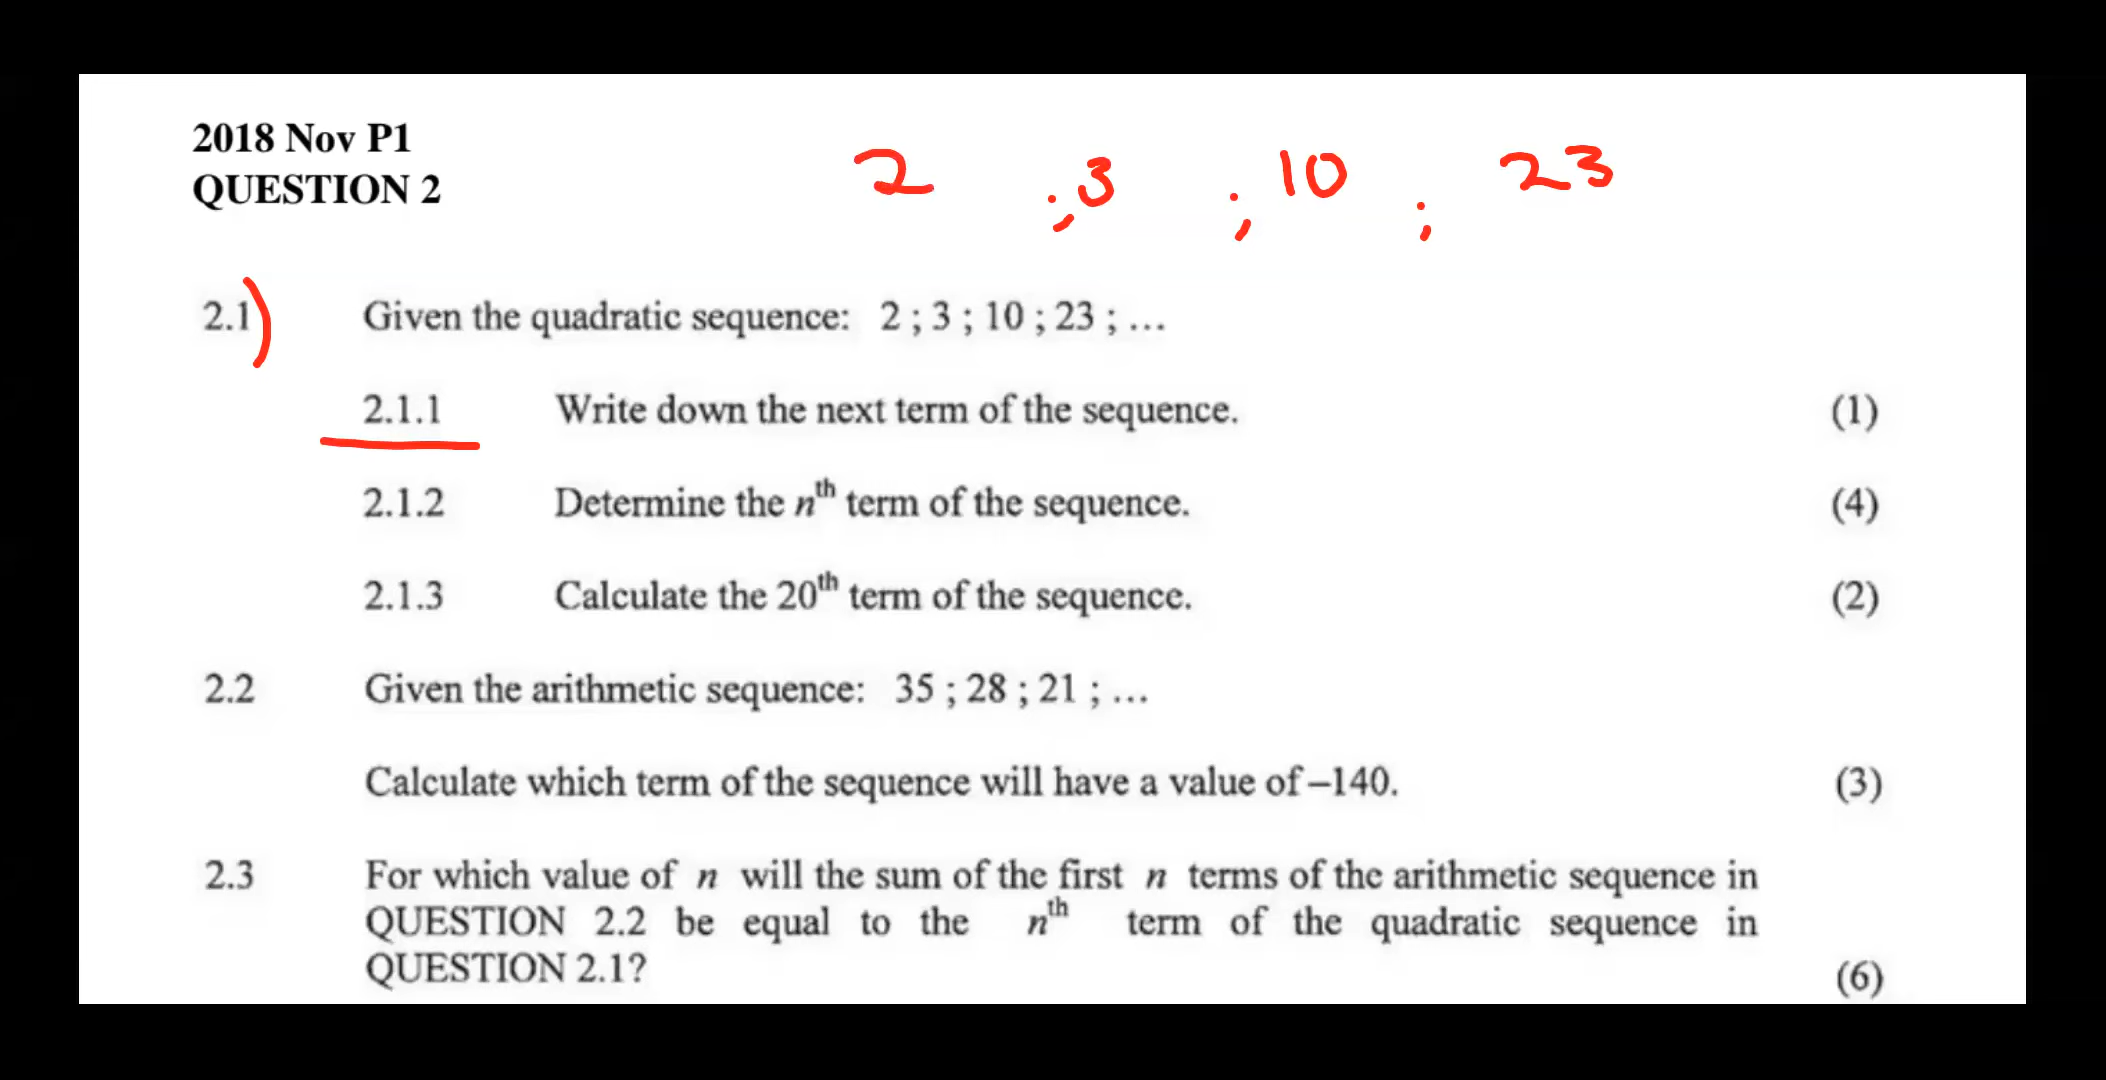 2018 Nov P1
QUESTION 2
2 ; 3 ; 10 ; 23
2.1) Given the quadratic sequence: 2 ; 3 ; 10 ; 23 ; ...
2.1.1 Write down the next term of the sequence. (1)
2.1.2 Determine the nth term of the sequence. (4)
2.1.3 Calculate the 20th term of the sequence. (2)
2.2 Given the arithmetic sequence: 35 ; 28 ; 21 ; ...
Calculate which term of the sequence will have a value of –140. (3)
2.3 For which value of n will the sum of the first n terms of the arithmetic sequence in
QUESTION 2.2 be equal to the nth term of the quadratic sequence in
QUESTION 2.1? (6)